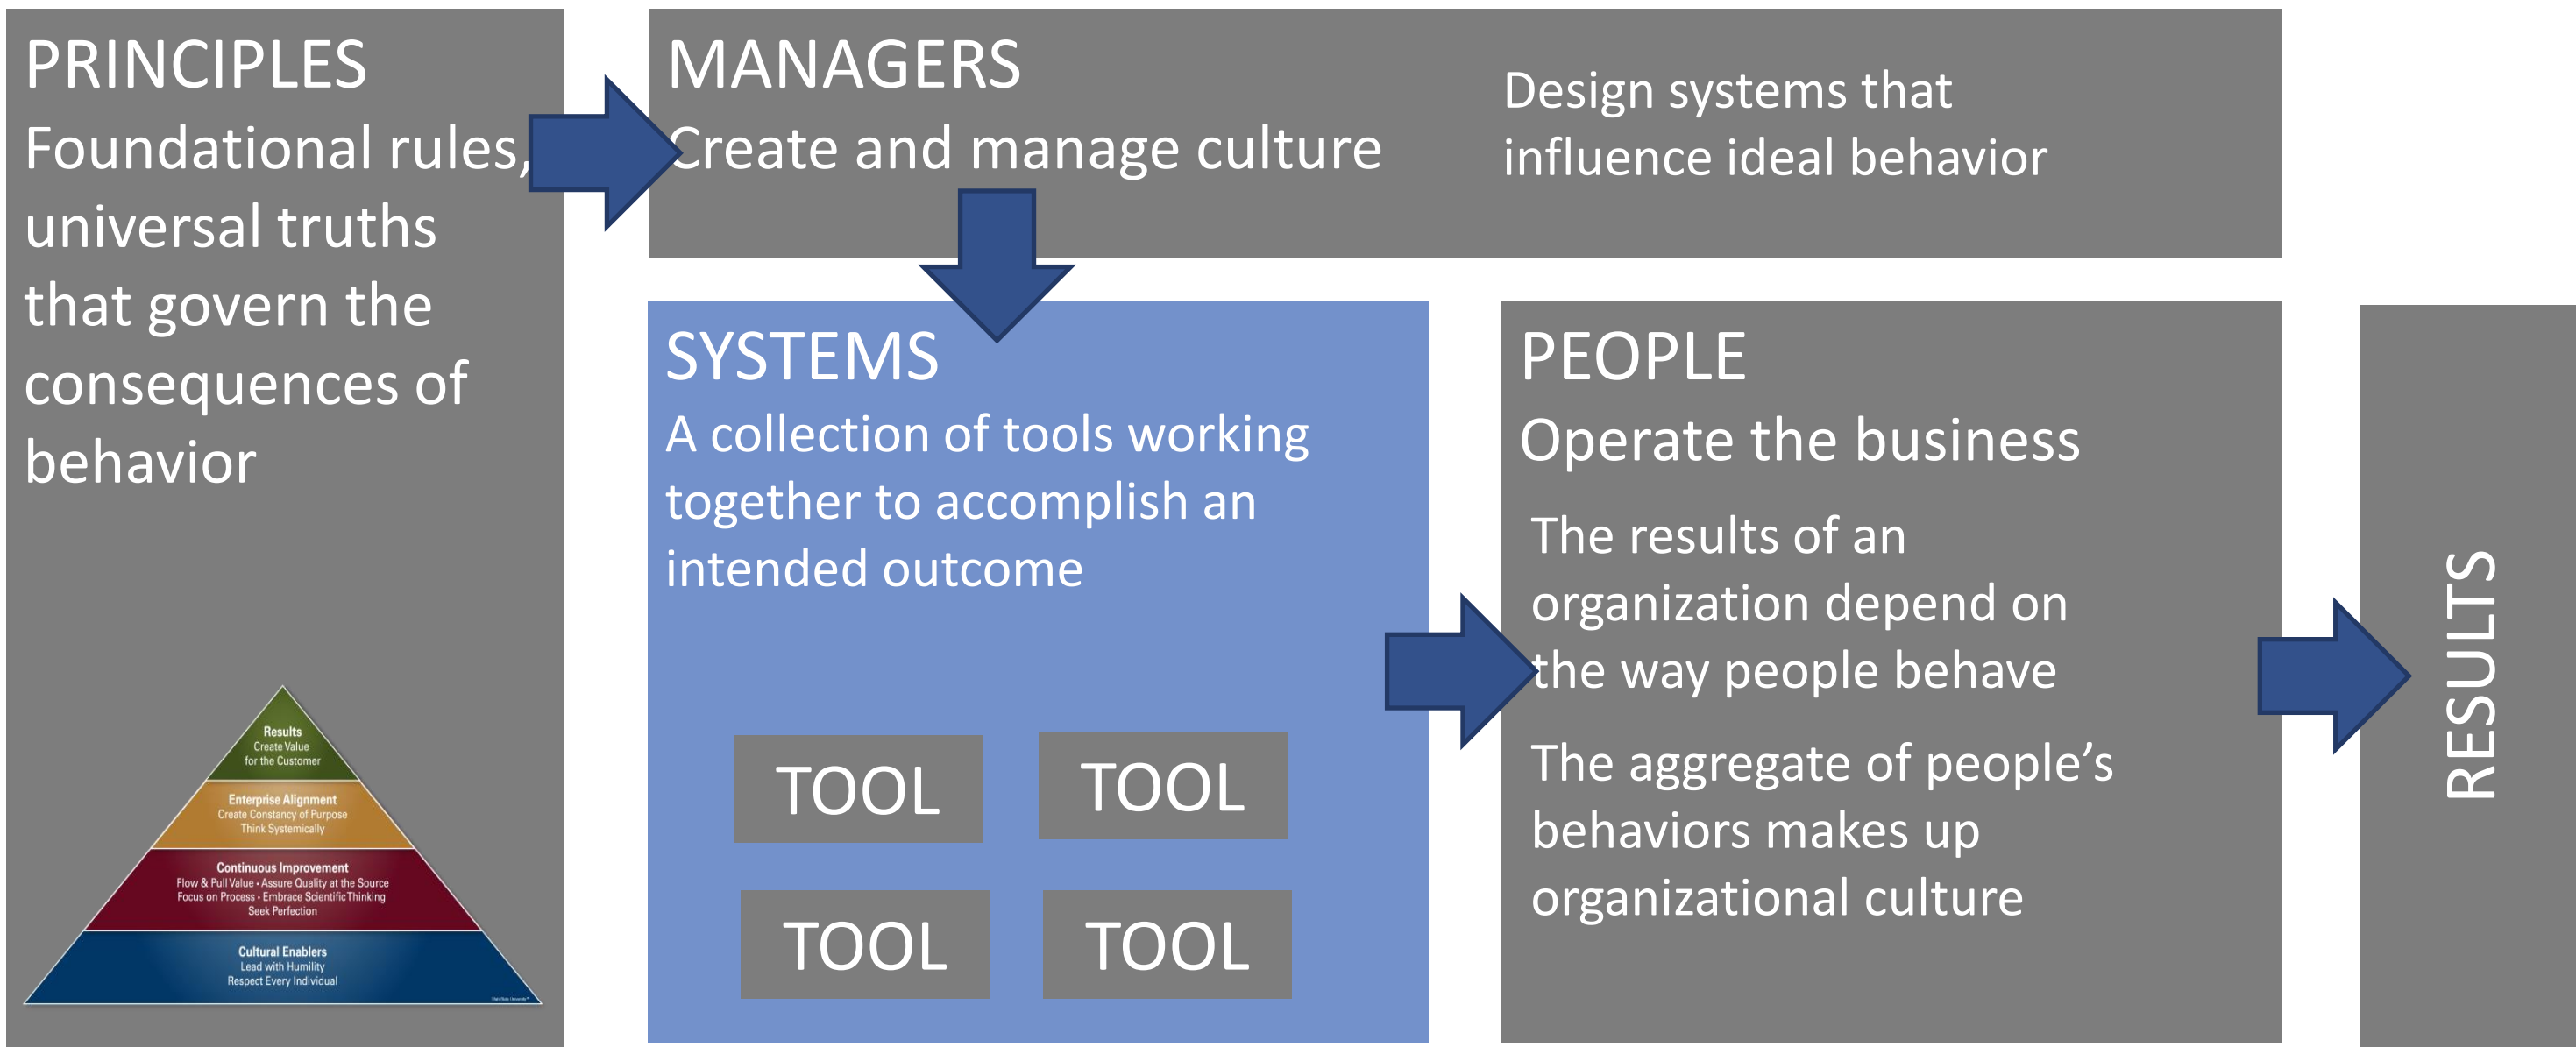 PRINCIPLES
Foundational rules,
universal truths
that govern the
consequences of
behavior
Results
Create Value
for the Customer
Enterprise Alignment
Create Constancy of Purpose
Think Systemically
Continuous Improvement
Flow & Pull Value • Assure Quality at the Source
Focus on Process • Embrace Scientific Thinking
Seek Perfection
Cultural Enablers
Lead with Humility
Respect Every Individual
Utah State University
MANAGERS
Create and manage culture
Design systems that
influence ideal behavior
SYSTEMS
A collection of tools working
together to accomplish an
intended outcome
TOOL
TOOL
TOOL
TOOL
PEOPLE
Operate the business
The results of an
organization depend on
the way people behave
The aggregate of people’s
behaviors makes up
organizational culture
RESULTS